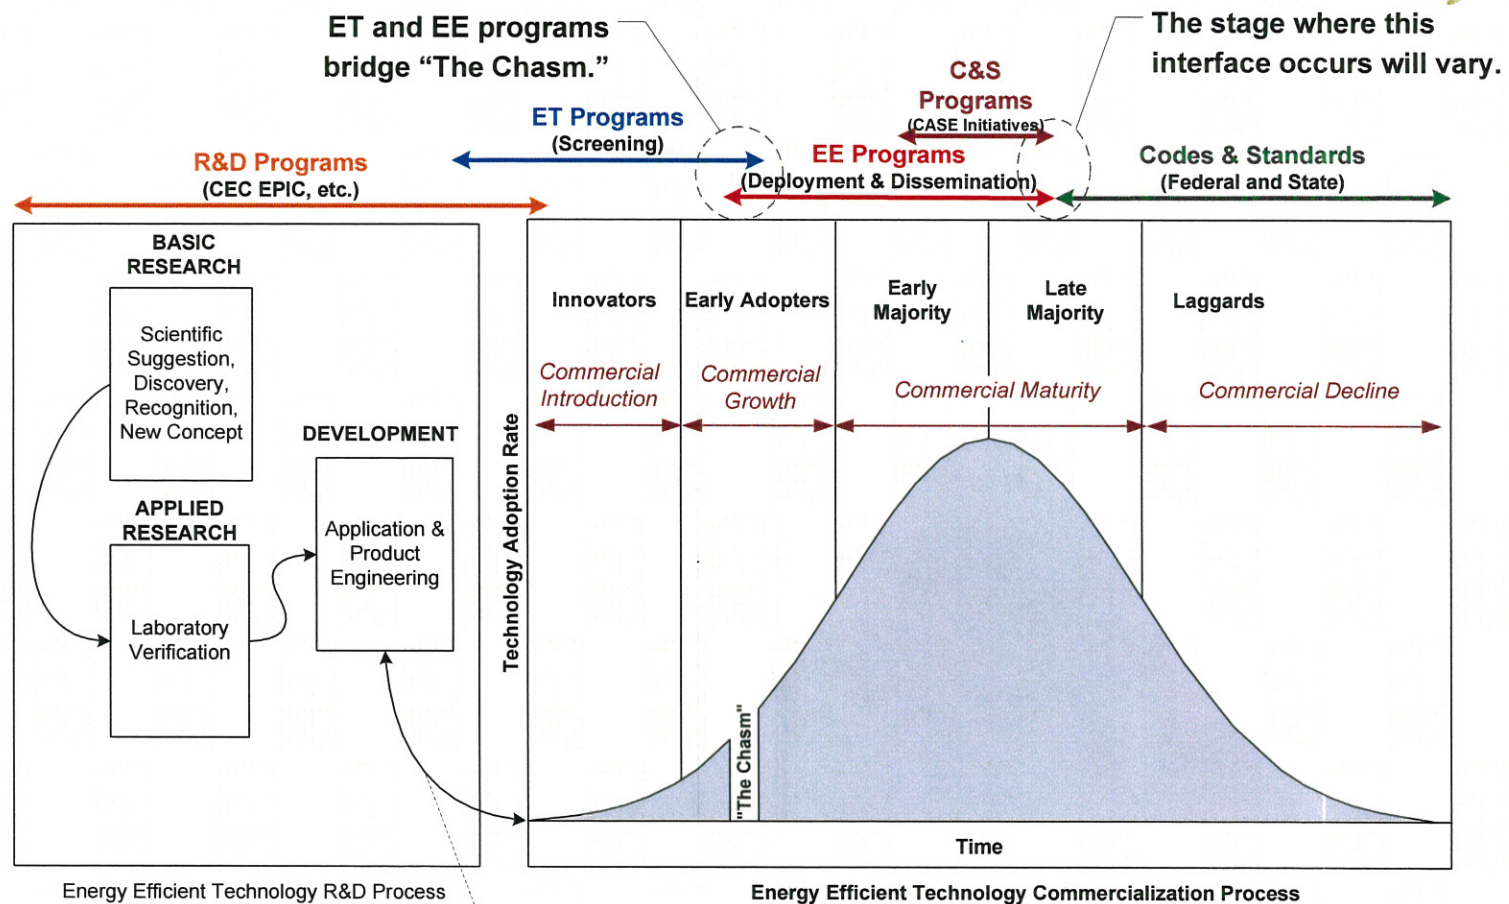 ET and EE programs
bridge “The Chasm.”
The stage where this
interface occurs will vary.
C&S
Programs
(CASE Initiatives)
ET Programs
(Screening)
R&D Programs
(CEC EPIC, etc.)
EE Programs
(Deployment & Dissemination)
Codes & Standards
(Federal and State)
BASIC
RESEARCH
Scientific
Suggestion,
Discovery,
Recognition,
New Concept
APPLIED
RESEARCH
Laboratory
Verification
DEVELOPMENT
Application &
Product
Engineering
Energy Efficient Technology R&D Process
Technology Adoption Rate
Innovators
Early Adopters
Early
Majority
Late
Majority
Laggards
Commercial
Introduction
Commercial
Growth
Commercial Maturity
Commercial Decline
"The Chasm"
Time
Energy Efficient Technology Commercialization Process